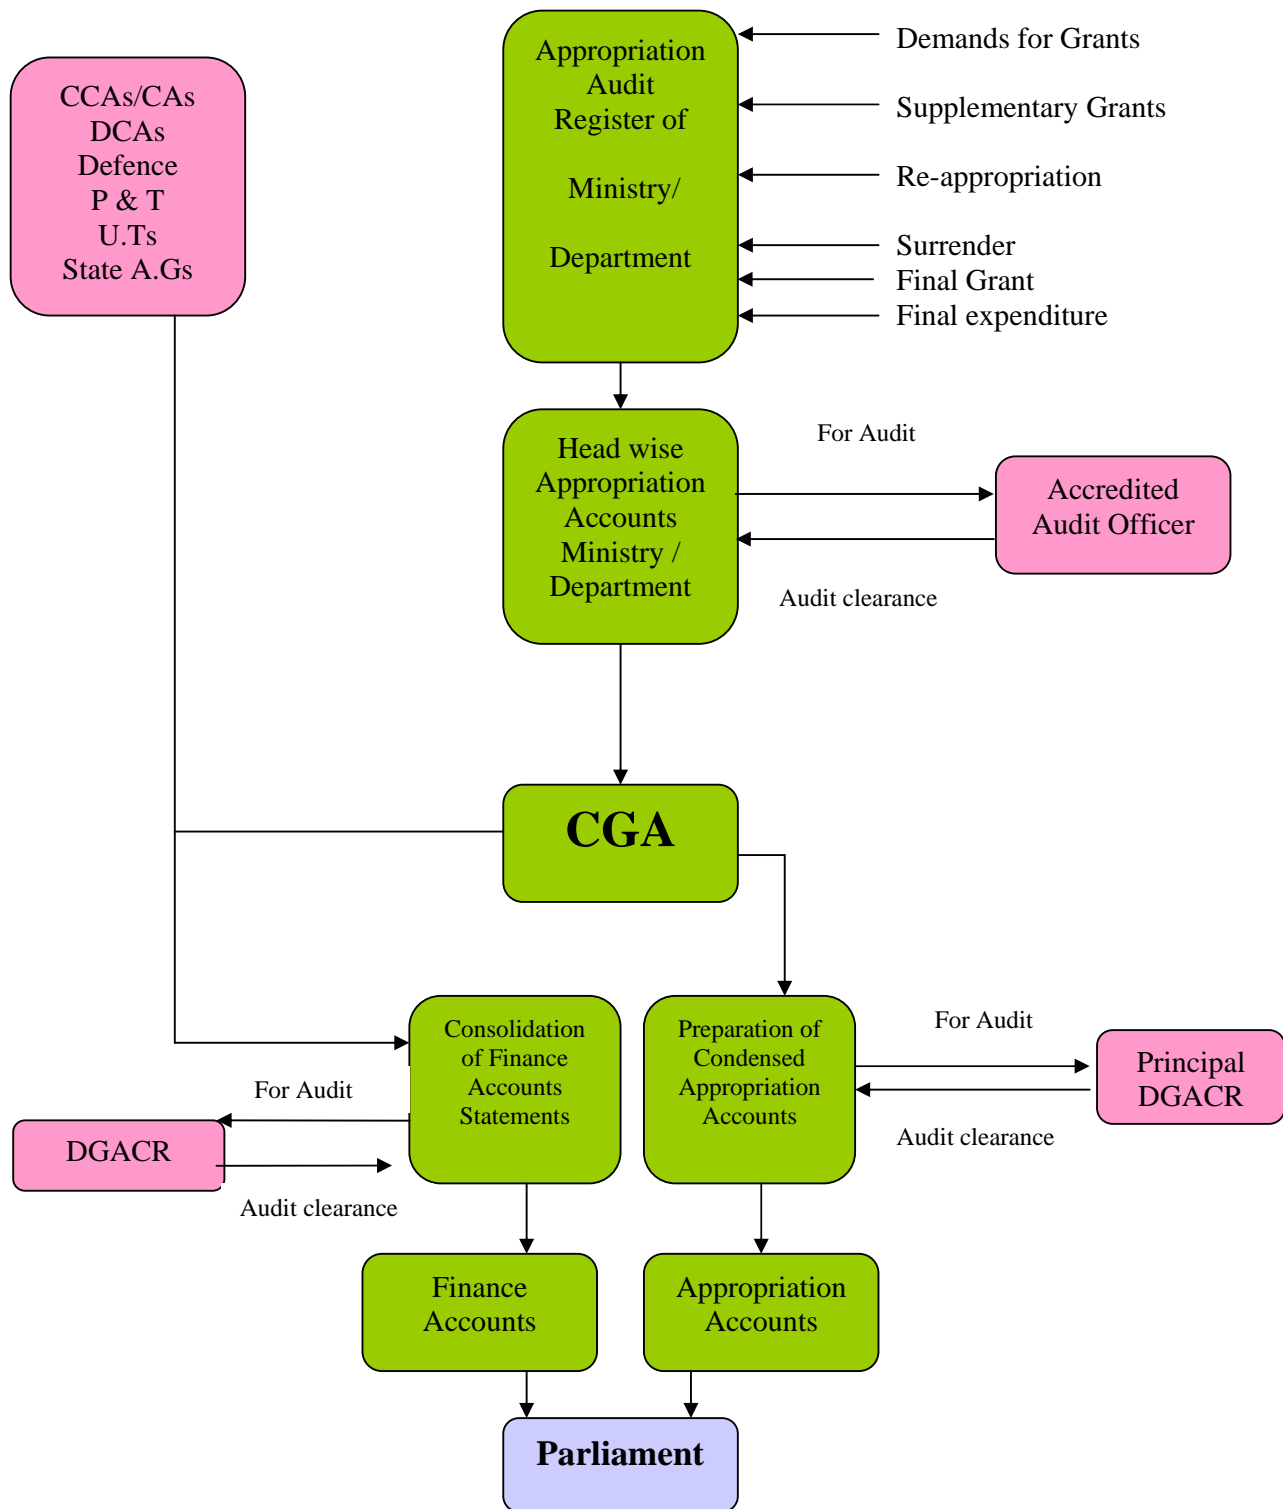 Appropriation
Audit
Register of
Ministry/
Department
Demands for Grants
Supplementary Grants
Re-appropriation
Surrender
Final Grant
Final expenditure
CCAs/CAs
DCAs
Defence
P & T
U.Ts
State A.Gs
Head wise
Appropriation
Accounts
Ministry /
Department
For Audit
Accredited
Audit Officer
Audit clearance
CGA
Consolidation
of Finance
Accounts
Statements
For Audit
DGACR
Audit clearance
Preparation of
Condensed
Appropriation
Accounts
For Audit
Principal
DGACR
Audit clearance
Finance
Accounts
Appropriation
Accounts
Parliament